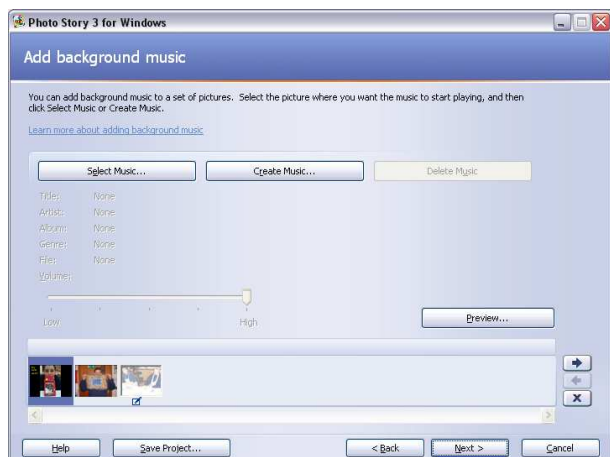 Photo Story 3 for Windows
Add background music
You can add background music to a set of pictures. Select the picture where you want the music to start playing, and then
click Select Music or Create Music.
Learn more about adding background music
Select Music... Create Music... Delete Music
Title: None
Artist: None
Album: None
Genre: None
File: None
Volume:
Low High
Preview...
Help Save Project... < Back Next > Cancel